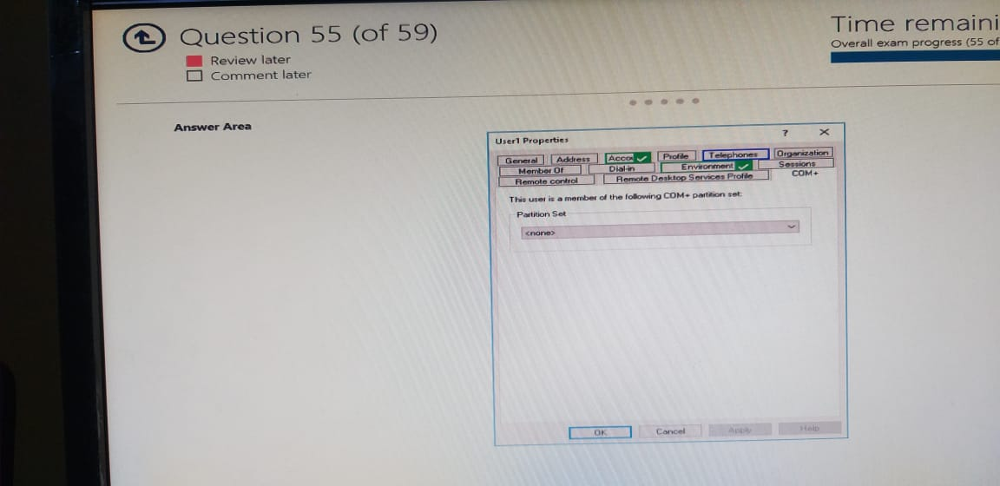 Question 55 (of 59)
Review later
Comment later
Time remaini
Overall exam progress (55 of
Answer Area
User1 Properties ? ×
General Address Accou Profile Telephones Organization
Member Of Dial-in Environment Sessions
Remote control Remote Desktop Services Profile COM+
This user is a member of the following COM+ partition set:
Partition Set
<none>
OK Cancel Apply Help